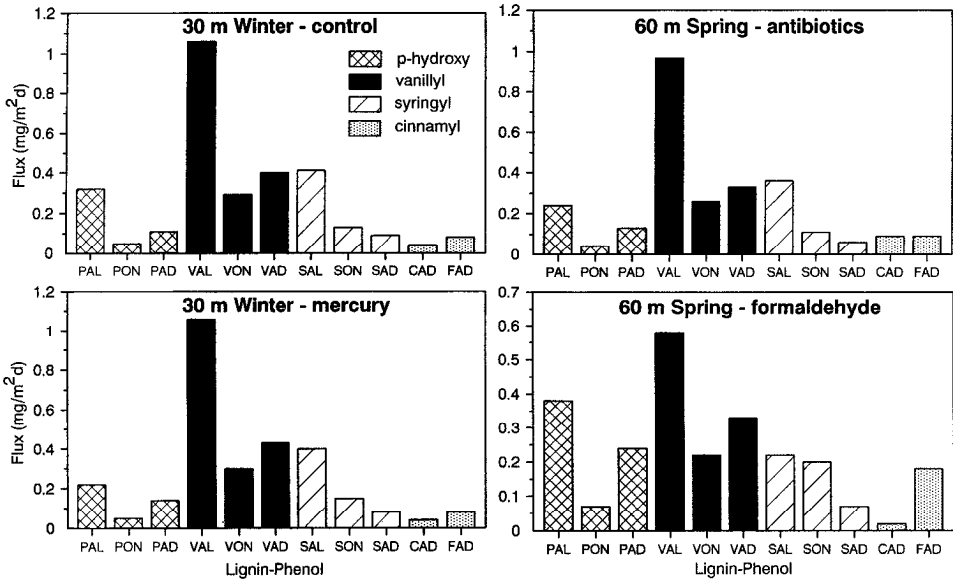 30 m Winter - control
Flux (mg/m²d)
1.2
1
0.8
0.6
0.4
0.2
0
p-hydroxy
vanillyl
syringyl
cinnamyl
PAL PON PAD VAL VON VAD SAL SON SAD CAD FAD
60 m Spring - antibiotics
1.2
1
0.8
0.6
0.4
0.2
0
PAL PON PAD VAL VON VAD SAL SON SAD CAD FAD
30 m Winter - mercury
Flux (mg/m²d)
1.2
1
0.8
0.6
0.4
0.2
0
PAL PON PAD VAL VON VAD SAL SON SAD CAD FAD
Lignin-Phenol
60 m Spring - formaldehyde
0.7
0.6
0.5
0.4
0.3
0.2
0.1
0
PAL PON PAD VAL VON VAD SAL SON SAD CAD FAD
Lignin-Phenol